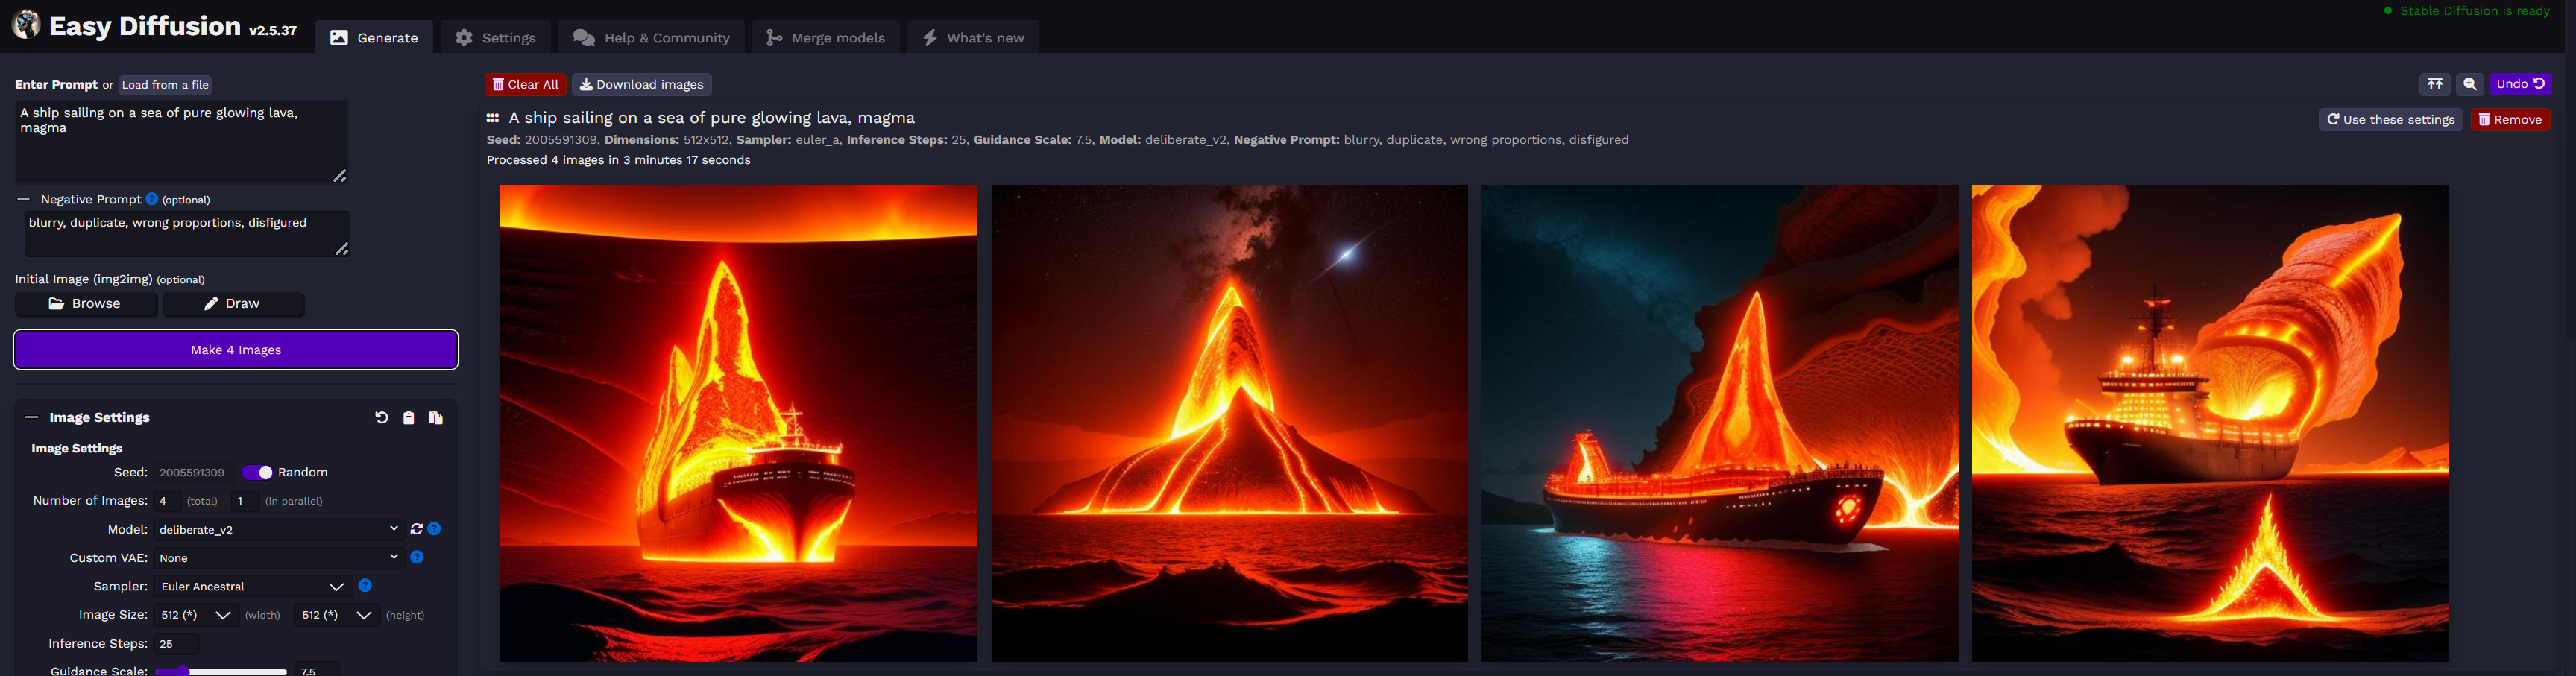 Easy Diffusion v2.5.37
Generate
Settings
Help & Community
Merge models
What's new
Stable Diffusion is ready
Enter Prompt or Load from a file
A ship sailing on a sea of pure glowing lava,
magma
Negative Prompt ? (optional)
blurry, duplicate, wrong proportions, disfigured
Initial Image (img2img) (optional)
Browse
Draw
Make 4 Images
Image Settings
Image Settings
Seed: 2005591309 Random
Number of Images: 4 (total) 1 (in parallel)
Model: deliberate_v2 ?
Custom VAE: None ?
Sampler: Euler Ancestral ?
Image Size: 512 (*) (width) 512 (*) (height)
Inference Steps: 25
Guidance Scale: 7.5
Clear All
Download images
Undo
A ship sailing on a sea of pure glowing lava, magma
Use these settings
Remove
Seed: 2005591309, Dimensions: 512x512, Sampler: euler_a, Inference Steps: 25, Guidance Scale: 7.5, Model: deliberate_v2, Negative Prompt: blurry, duplicate, wrong proportions, disfigured
Processed 4 images in 3 minutes 17 seconds